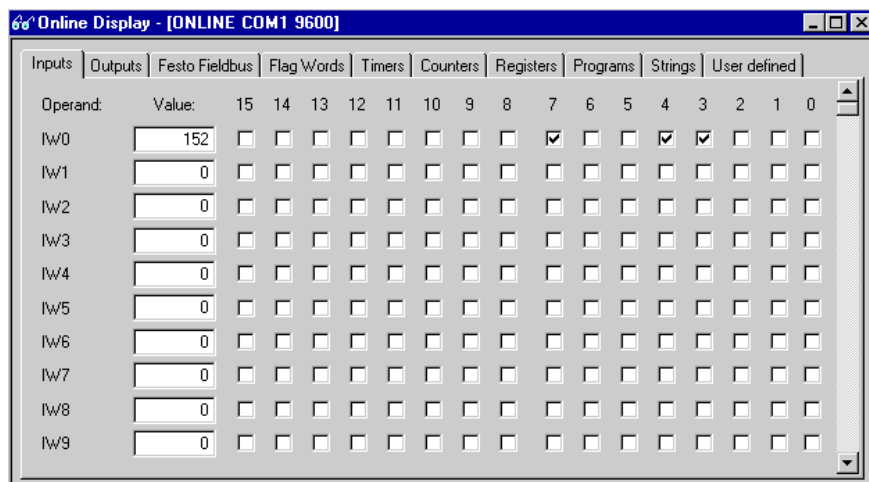 Online Display - [ONLINE COM1 9600]
Inputs Outputs Festo Fieldbus Flag Words Timers Counters Registers Programs Strings User defined
Operand: Value: 15 14 13 12 11 10 9 8 7 6 5 4 3 2 1 0
IW0 152
IW1 0
IW2 0
IW3 0
IW4 0
IW5 0
IW6 0
IW7 0
IW8 0
IW9 0